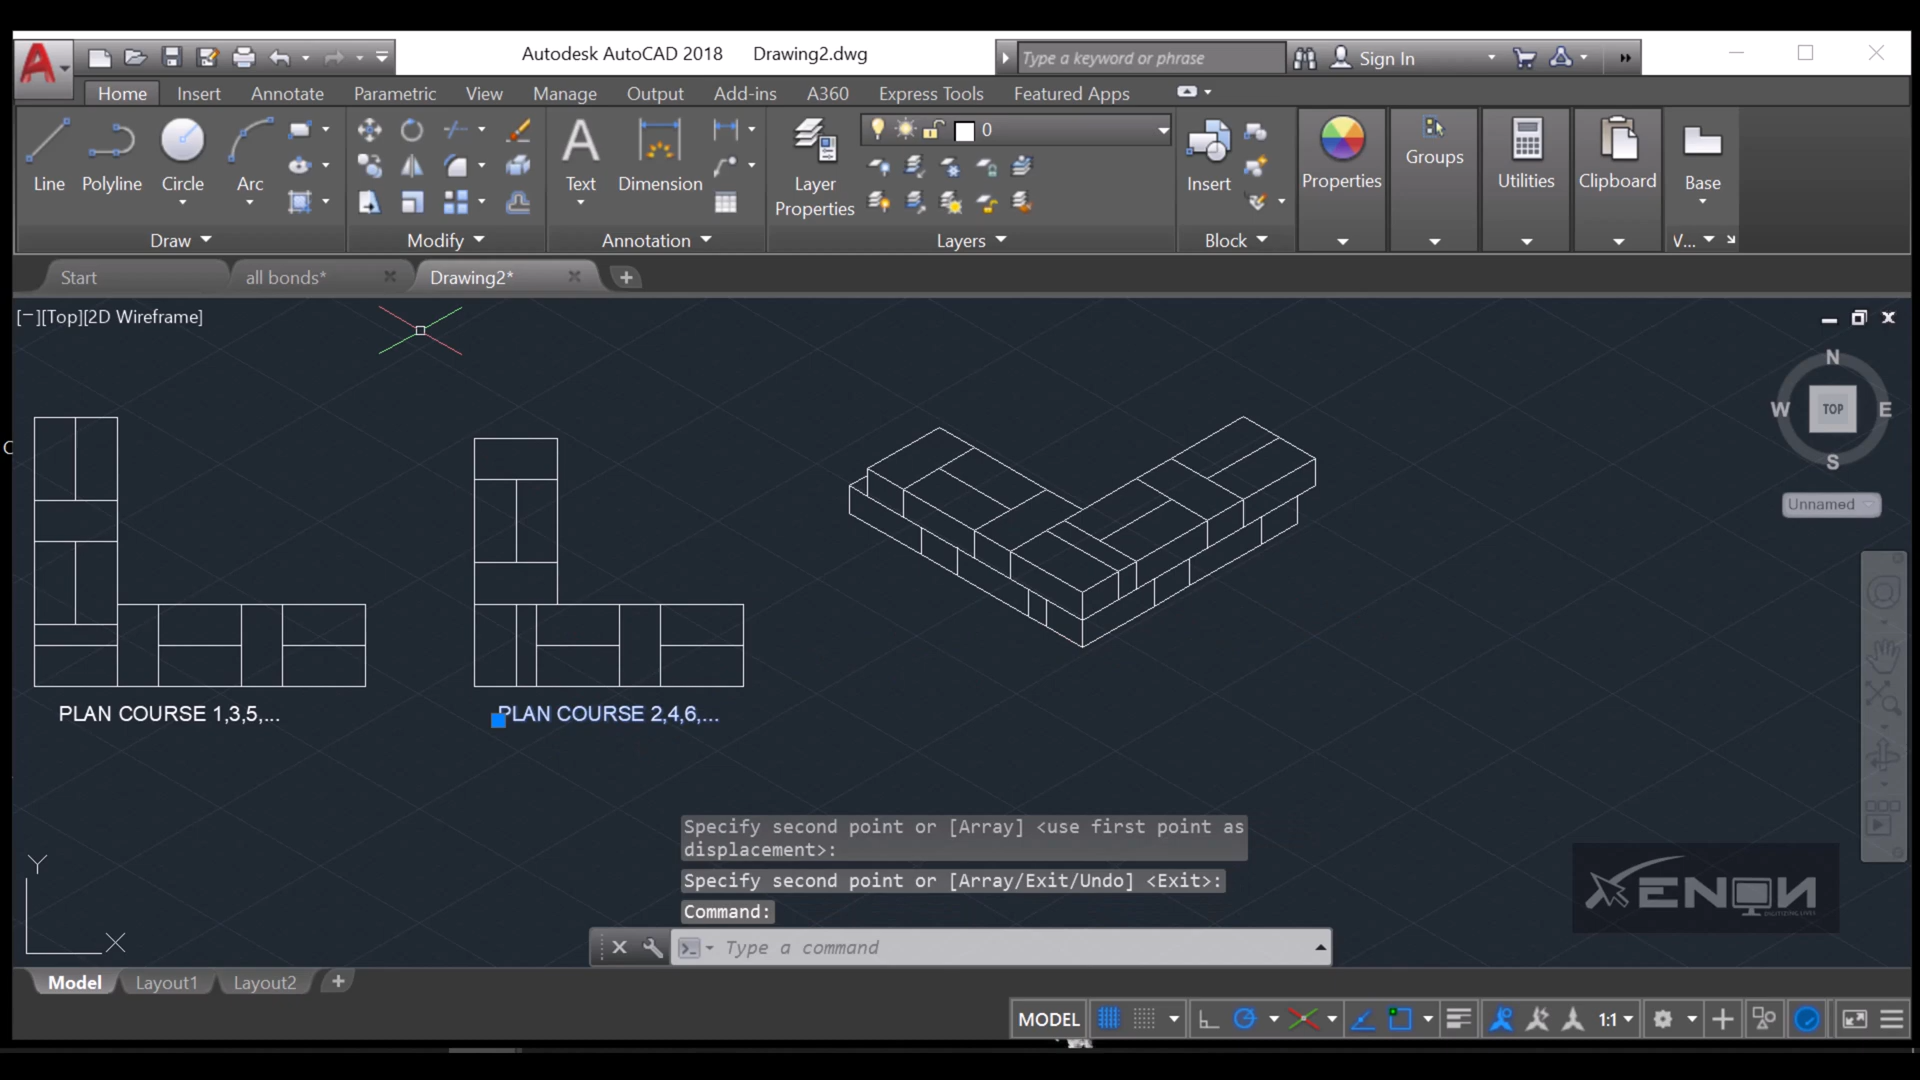 Autodesk AutoCAD 2018 Drawing2.dwg
Type a keyword or phrase
Sign In
Home Insert Annotate Parametric View Manage Output Add-ins A360 Express Tools Featured Apps
0
Line Polyline Circle Arc
Text Dimension
Layer Properties
Insert
Properties
Groups
Utilities
Clipboard
Base
Draw
Modify
Annotation
Layers
Block
V...
Start
all bonds*
Drawing2*
[−][Top][2D Wireframe]
N
W TOP E
S
Unnamed
PLAN COURSE 1,3,5,...
PLAN COURSE 2,4,6,...
Specify second point or [Array] <use first point as
displacement>:
Specify second point or [Array/Exit/Undo] <Exit>:
Command:
Type a command
Y
X
XENON
Model Layout1 Layout2
MODEL
1:1